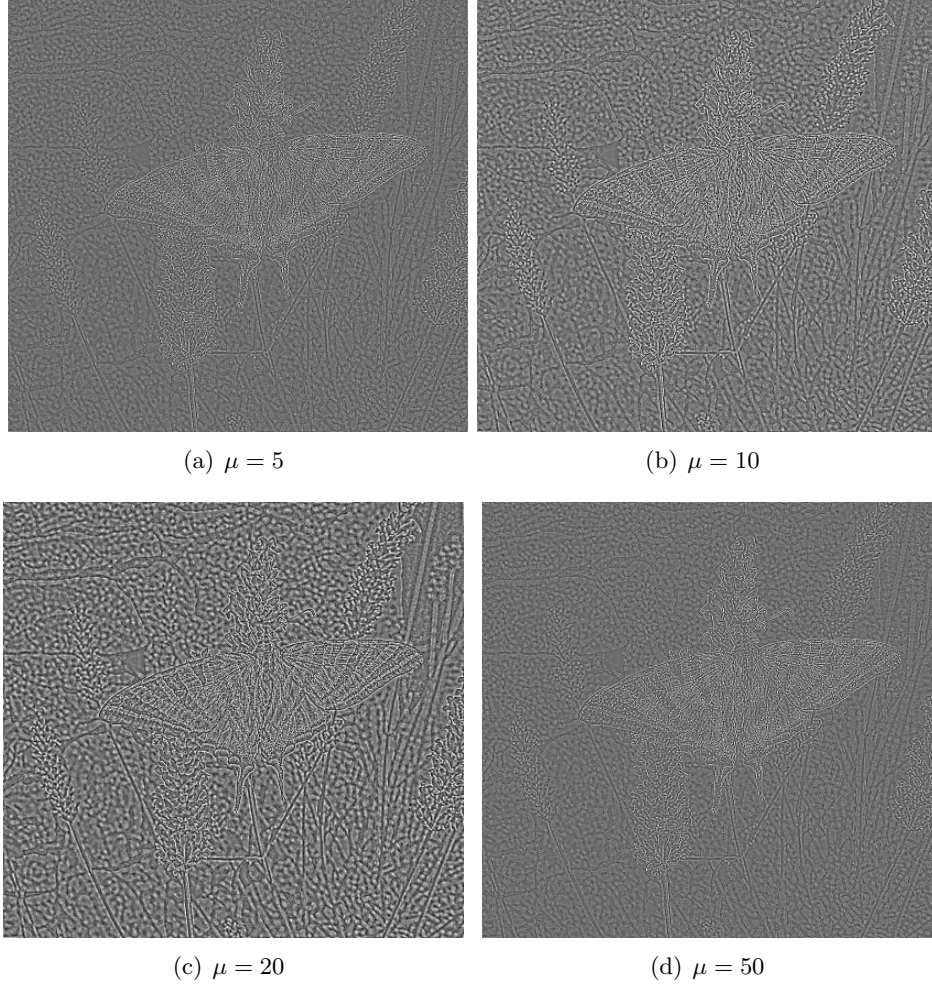 (a) μ = 5
(b) μ = 10
(c) μ = 20
(d) μ = 50